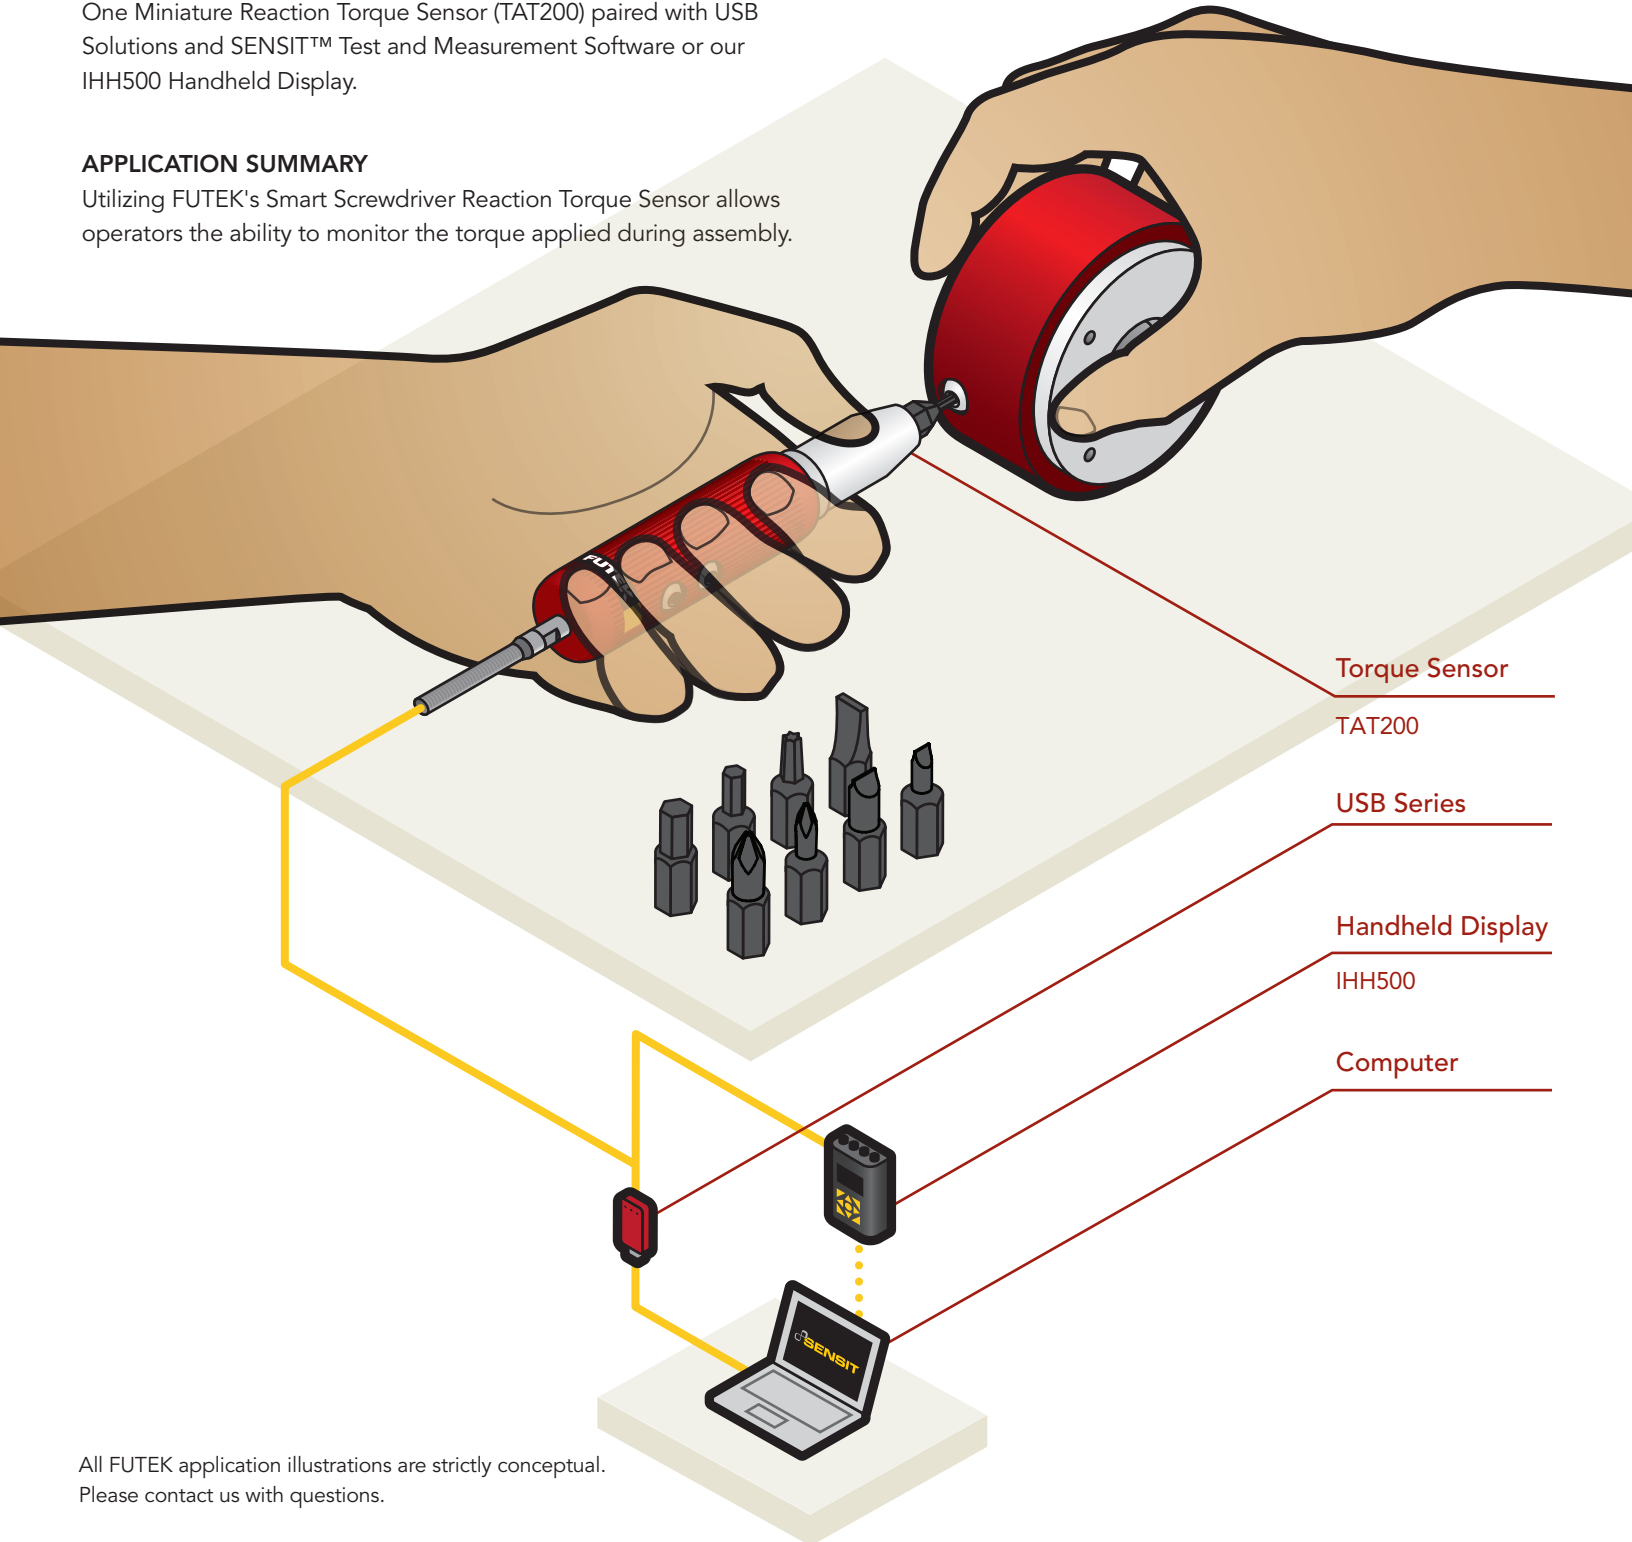 One Miniature Reaction Torque Sensor (TAT200) paired with USB
Solutions and SENSIT™ Test and Measurement Software or our
IHH500 Handheld Display.
APPLICATION SUMMARY
Utilizing FUTEK's Smart Screwdriver Reaction Torque Sensor allows
operators the ability to monitor the torque applied during assembly.
FUTEK
Torque Sensor
TAT200
USB Series
Handheld Display
IHH500
Computer
SENSIT
All FUTEK application illustrations are strictly conceptual.
Please contact us with questions.